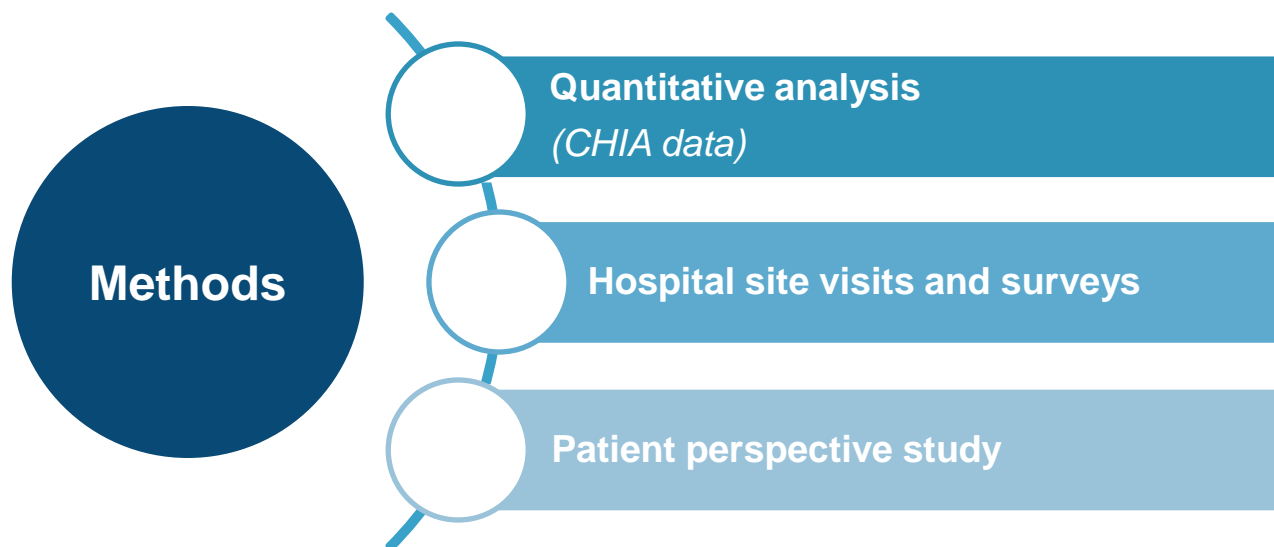 Methods
Quantitative analysis
(CHIA data)
Hospital site visits and surveys
Patient perspective study